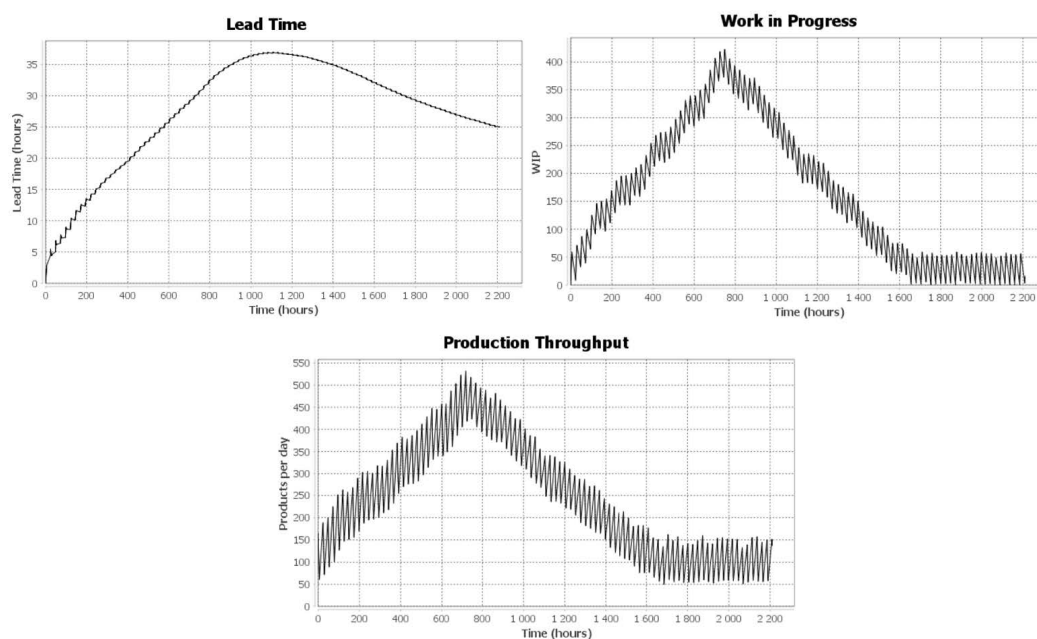 Lead Time
35
30
25
20
15
10
5
0
Lead Time (hours)
0 200 400 600 800 1 000 1 200 1 400 1 600 1 800 2 000 2 200
Time (hours)
Work in Progress
400
350
300
250
200
150
100
50
0
WIP
0 200 400 600 800 1 000 1 200 1 400 1 600 1 800 2 000 2 200
Time (hours)
Production Throughput
550
500
450
400
350
300
250
200
150
100
50
0
Products per day
0 200 400 600 800 1 000 1 200 1 400 1 600 1 800 2 000 2 200
Time (hours)